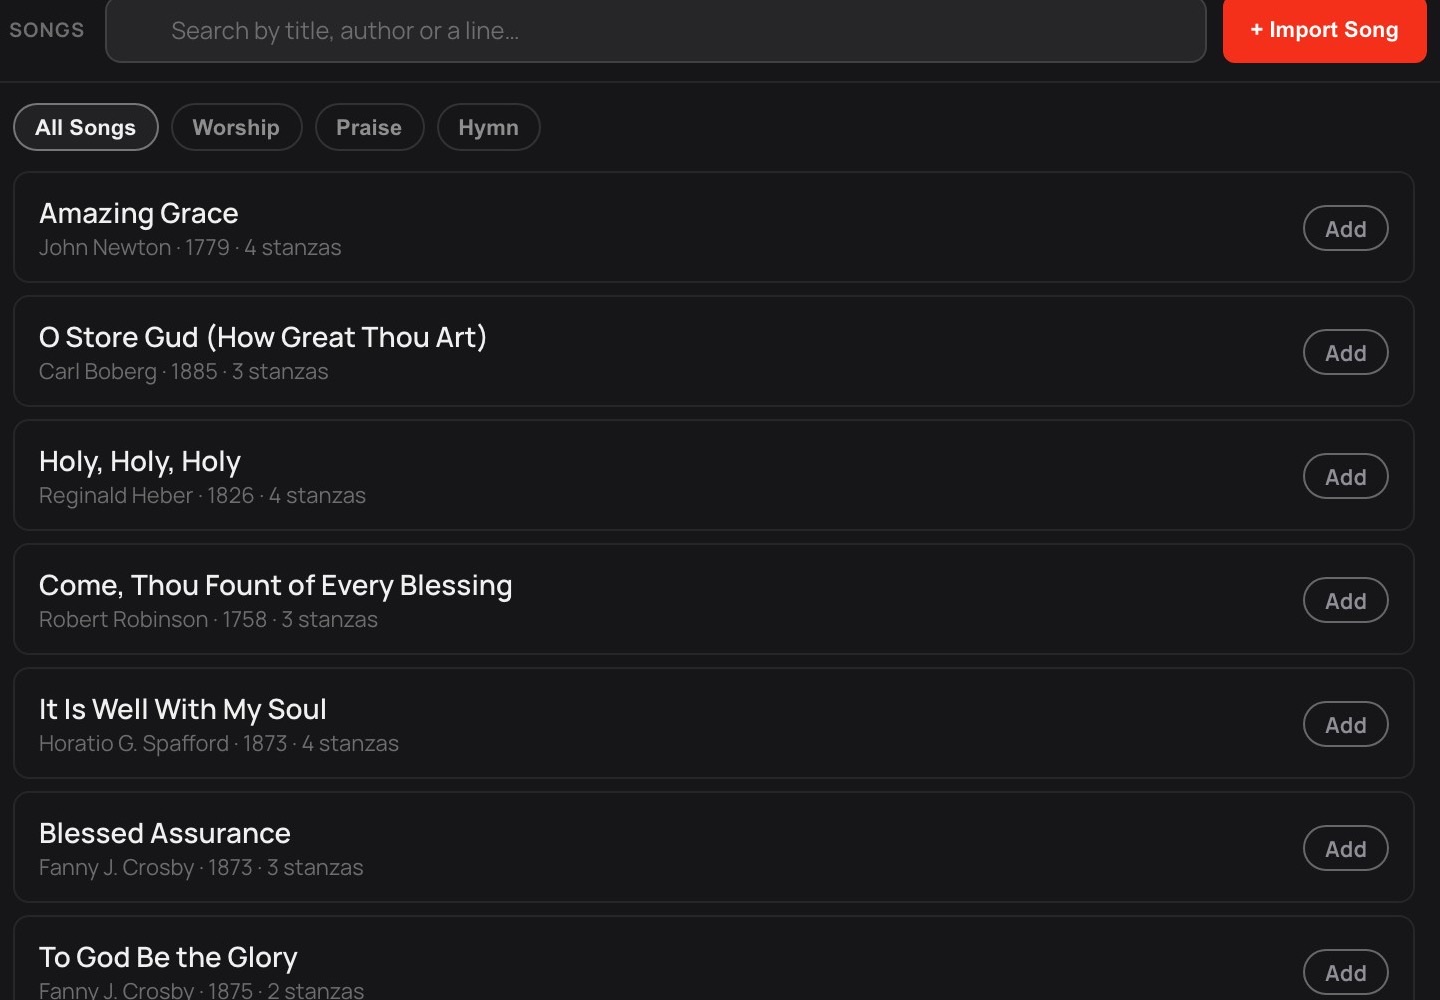 SONGS
Search by title, author or a line…
+ Import Song
All Songs
Worship
Praise
Hymn
Amazing Grace
John Newton · 1779 · 4 stanzas
Add
O Store Gud (How Great Thou Art)
Carl Boberg · 1885 · 3 stanzas
Add
Holy, Holy, Holy
Reginald Heber · 1826 · 4 stanzas
Add
Come, Thou Fount of Every Blessing
Robert Robinson · 1758 · 3 stanzas
Add
It Is Well With My Soul
Horatio G. Spafford · 1873 · 4 stanzas
Add
Blessed Assurance
Fanny J. Crosby · 1873 · 3 stanzas
Add
To God Be the Glory
Fanny J. Crosby · 1875 · 2 stanzas
Add